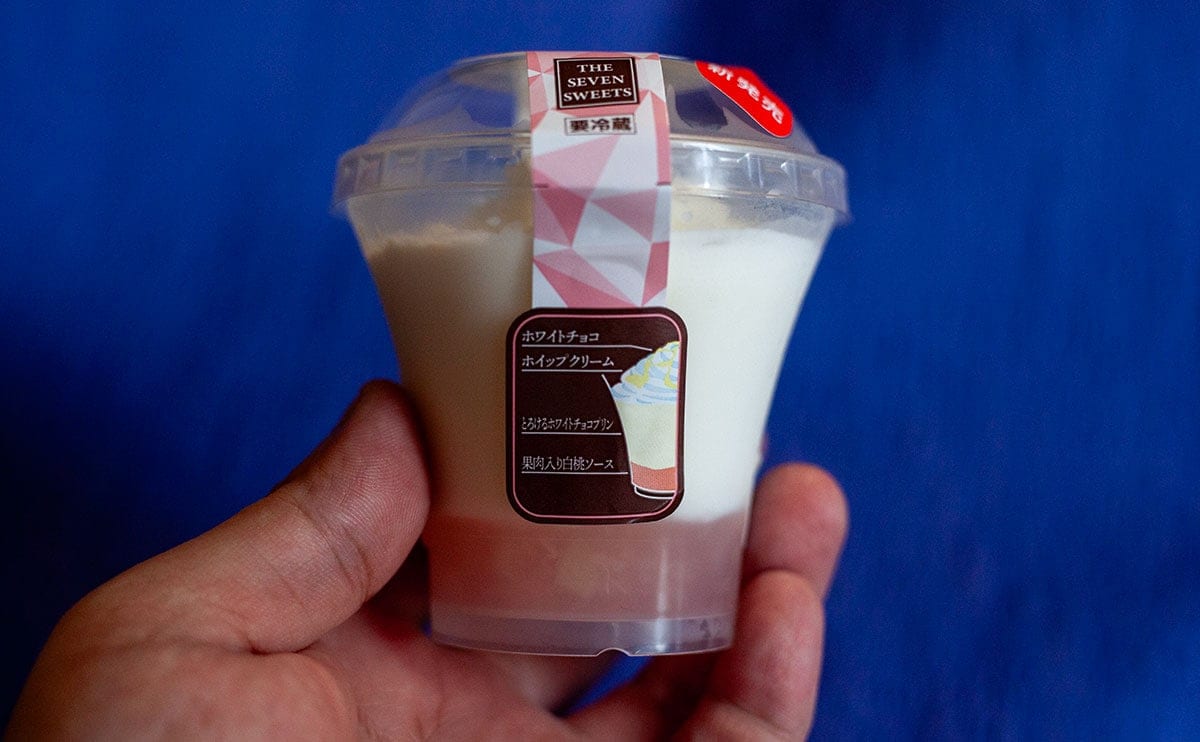 THE
SEVEN
SWEETS
要冷蔵
新発売
ホワイトチョコ
ホイップクリーム
とろけるホワイトチョコプリン
果肉入り白桃ソース